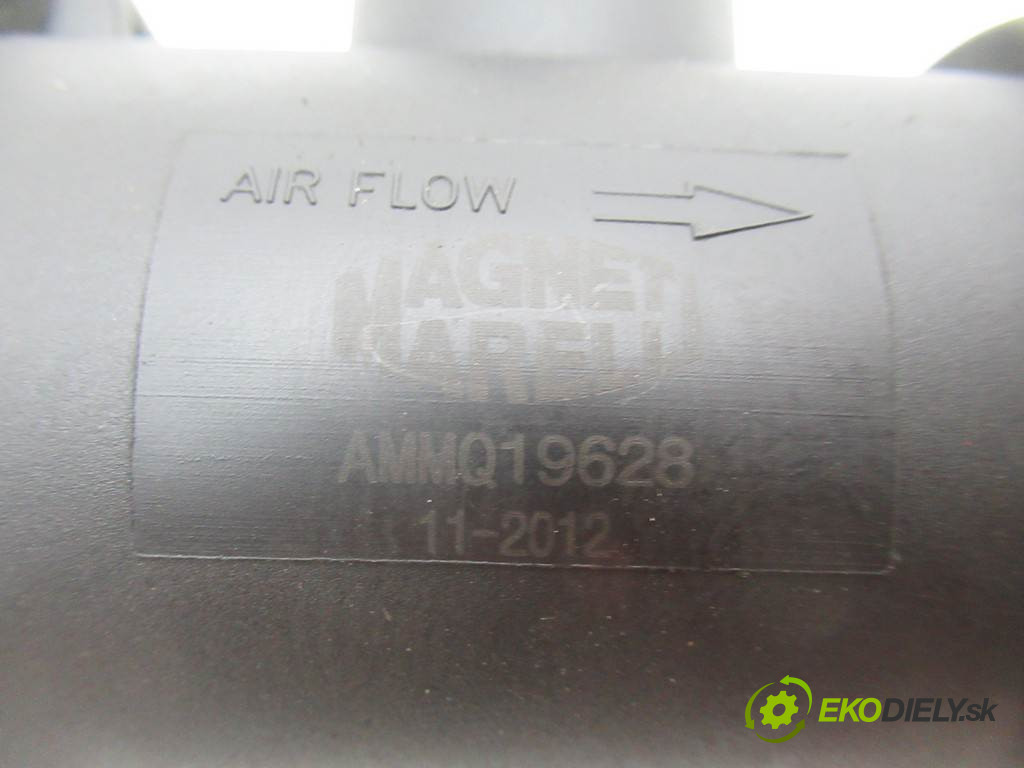 AIR FLOW
MAGNETI
MARELLI
AMMQ19628
11-2012
EKODIELY.sk